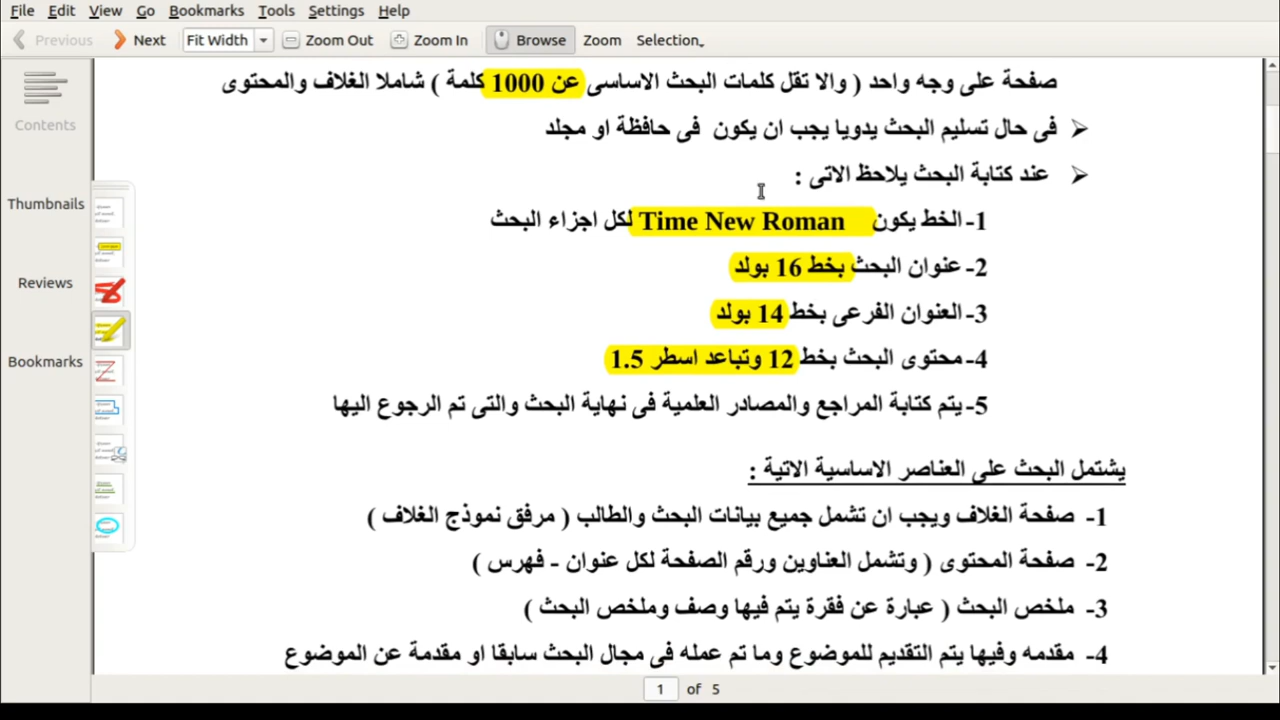 File Edit View Go Bookmarks Tools Settings Help
Previous Next Fit Width Zoom Out Zoom In Browse Zoom Selection
Contents
Thumbnails
Reviews
Bookmarks
صفحة على وجه واحد ( والا تقل كلمات البحث الاساسى عن 1000 كلمة ) شاملا الغلاف والمحتوى
⮚ فى حال تسليم البحث يدويا يجب ان يكون فى حافظة او مجلد
⮚ عند كتابة البحث يلاحظ الاتى :
1- الخط يكون Time New Roman لكل اجزاء البحث
2- عنوان البحث بخط 16 بولد
3- العنوان الفرعى بخط 14 بولد
4- محتوى البحث بخط 12 وتباعد اسطر 1.5
5- يتم كتابة المراجع والمصادر العلمية فى نهاية البحث والتى تم الرجوع اليها
يشتمل البحث على العناصر الاساسية الاتية :
1- صفحة الغلاف ويجب ان تشمل جميع بيانات البحث والطالب ( مرفق نموذج الغلاف )
2- صفحة المحتوى ( وتشمل العناوين ورقم الصفحة لكل عنوان - فهرس )
3- ملخص البحث ( عبارة عن فقرة يتم فيها وصف وملخص البحث )
4- مقدمه وفيها يتم التقديم للموضوع وما تم عمله فى مجال البحث سابقا او مقدمة عن الموضوع
1 of 5